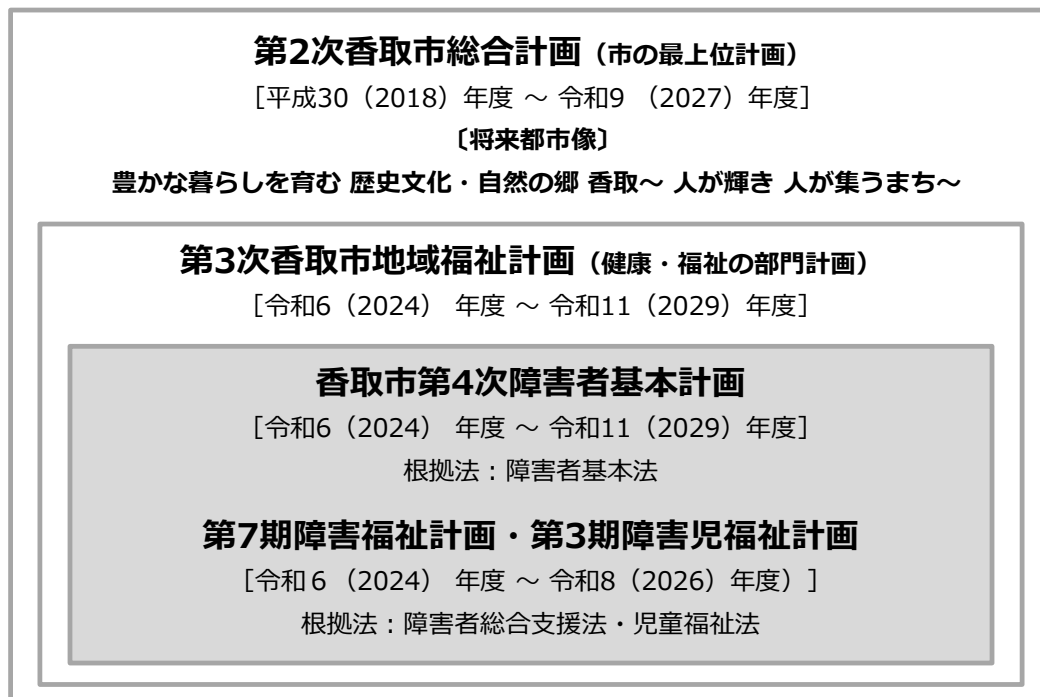 第2次香取市総合計画（市の最上位計画）
［平成30（2018）年度 ～ 令和9 （2027）年度］
〔将来都市像〕
豊かな暮らしを育む 歴史文化・自然の郷 香取～ 人が輝き 人が集うまち～
第3次香取市地域福祉計画（健康・福祉の部門計画）
［令和6（2024） 年度 ～ 令和11（2029）年度］
香取市第4次障害者基本計画
［令和6（2024） 年度 ～ 令和11（2029）年度］
根拠法：障害者基本法
第7期障害福祉計画・第3期障害児福祉計画
［令和６（2024） 年度 ～ 令和8（2026）年度）］
根拠法：障害者総合支援法・児童福祉法